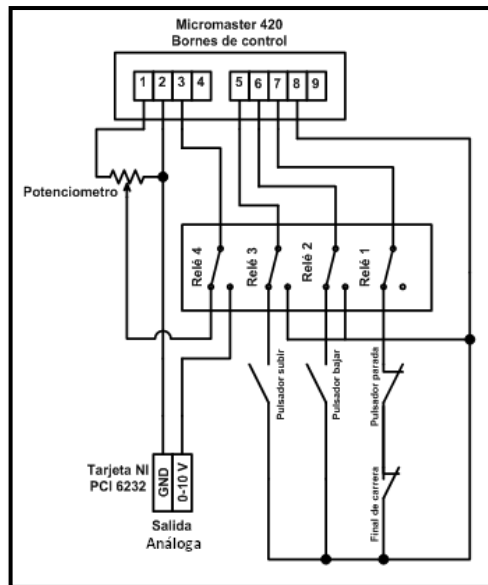 Micromaster 420
Bornes de control
1 2 3 4 5 6 7 8 9
Potenciometro
Relé 4
Relé 3
Relé 2
Relé 1
Pulsador subir
Pulsador bajar
Pulsador parada
Final de carrera
Tarjeta NI
PCI 6232
GND
0-10 V
Salida
Análoga